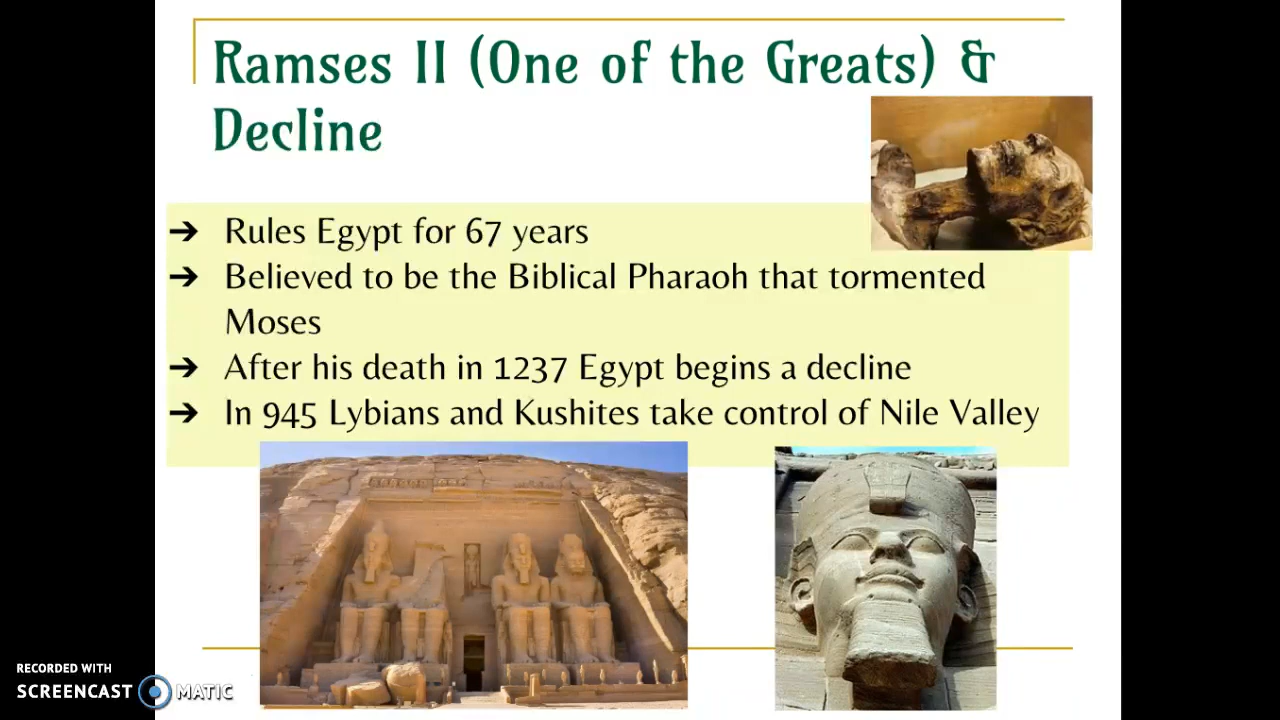 Ramses II (One of the Greats) &
Decline
➔ Rules Egypt for 67 years
➔ Believed to be the Biblical Pharaoh that tormented
Moses
➔ After his death in 1237 Egypt begins a decline
➔ In 945 Lybians and Kushites take control of Nile Valley
RECORDED WITH
SCREENCAST MATIC